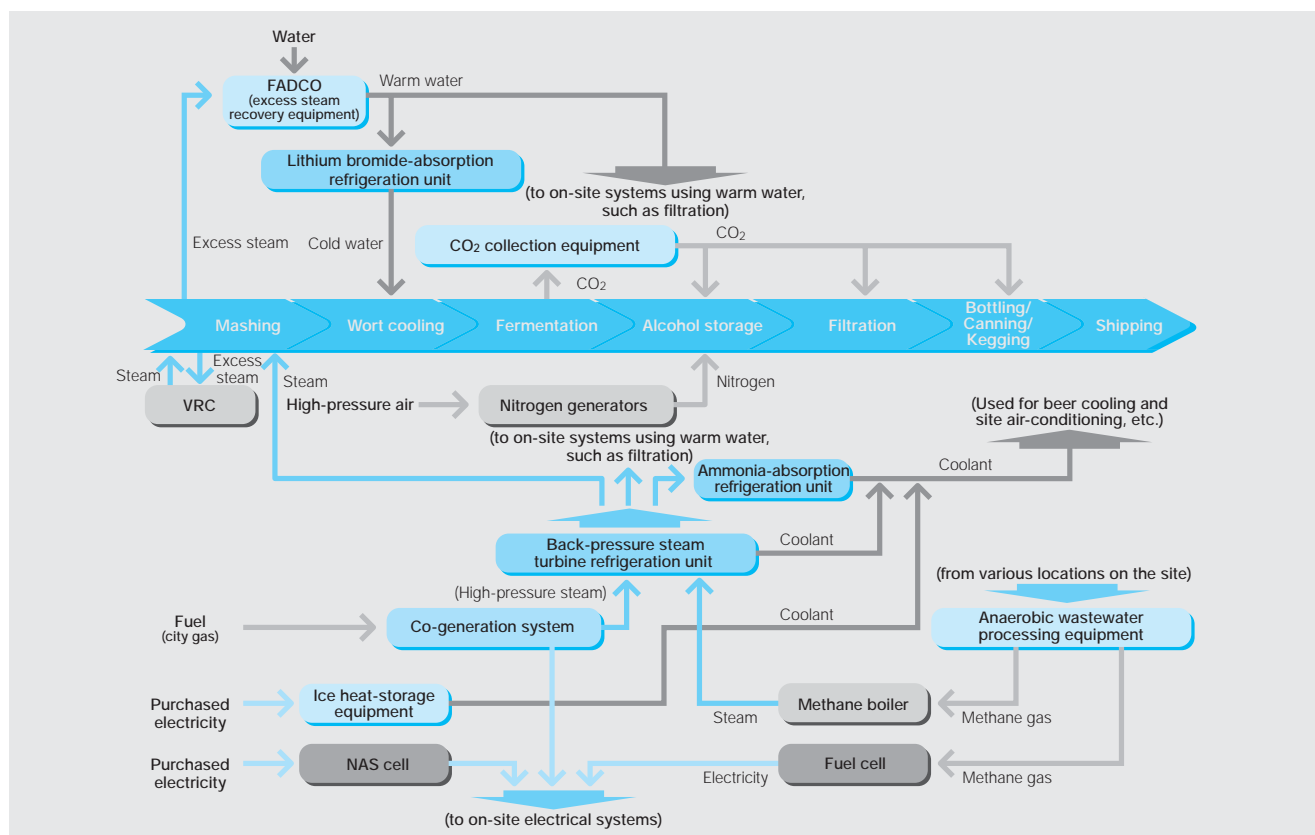 Water
FADCO
(excess steam
recovery equipment)
Warm water
Lithium bromide-absorption
refrigeration unit
(to on-site systems using warm water,
such as filtration)
Excess steam
Cold water
CO2 collection equipment
CO2
CO2
Mashing
Wort cooling
Fermentation
Alcohol storage
Filtration
Bottling/
Canning/
Kegging
Shipping
Steam
Excess
steam
Steam
Nitrogen
VRC
High-pressure air
Nitrogen generators
(Used for beer cooling and
site air-conditioning, etc.)
(to on-site systems using warm water,
such as filtration)
Ammonia-absorption
refrigeration unit
Coolant
Back-pressure steam
turbine refrigeration unit
Coolant
(from various locations on the site)
(High-pressure steam)
Coolant
Fuel
(city gas)
Co-generation system
Anaerobic wastewater
processing equipment
Purchased
electricity
Ice heat-storage
equipment
Steam
Methane boiler
Methane gas
Purchased
electricity
NAS cell
Electricity
Fuel cell
Methane gas
(to on-site electrical systems)